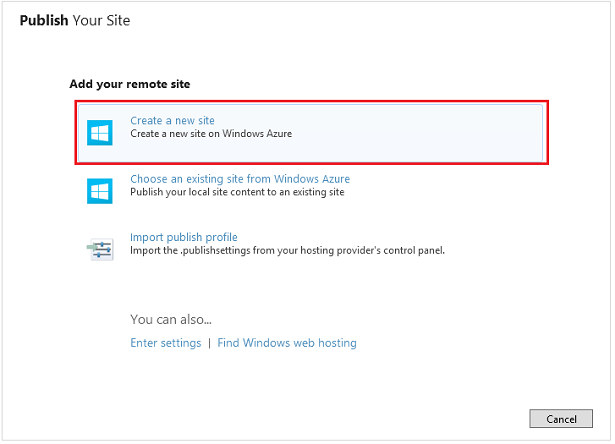 Publish Your Site
Add your remote site
Create a new site
Create a new site on Windows Azure
Choose an existing site from Windows Azure
Publish your local site content to an existing site
Import publish profile
Import the .publishsettings from your hosting provider's control panel.
You can also...
Enter settings | Find Windows web hosting
Cancel